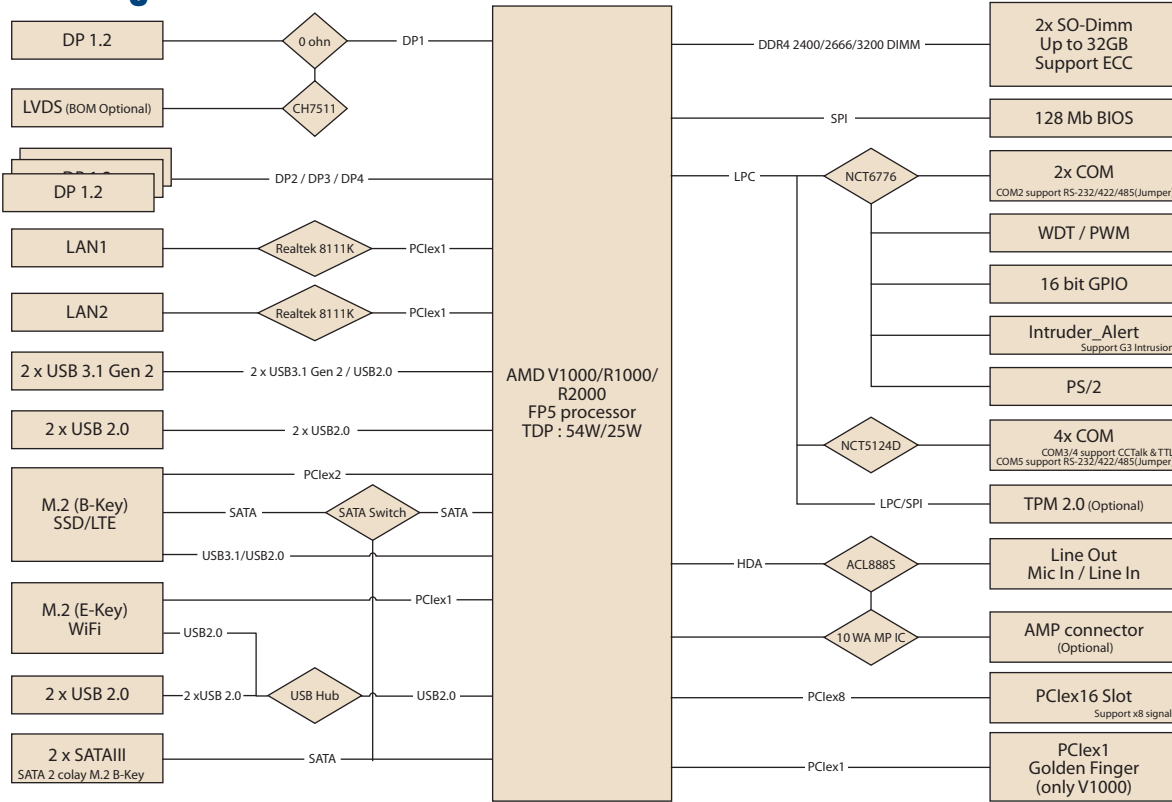 DP 1.2
0 ohn
DP1
LVDS (BOM Optional)
CH7511
DP 1.2
DP2 / DP3 / DP4
LAN1
Realtek 8111K
PCIex1
LAN2
Realtek 8111K
PCIex1
2 x USB 3.1 Gen 2
2 x USB3.1 Gen 2 / USB2.0
2 x USB 2.0
2 x USB2.0
M.2 (B-Key)
SSD/LTE
PCIex2
SATA
SATA Switch
SATA
USB3.1/USB2.0
M.2 (E-Key)
WiFi
PCIex1
USB2.0
2 x USB 2.0
2 xUSB 2.0
USB Hub
USB2.0
2 x SATAIII
SATA 2 colay M.2 B-Key
SATA
AMD V1000/R1000/
R2000
FP5 processor
TDP : 54W/25W
DDR4 2400/2666/3200 DIMM
2x SO-Dimm
Up to 32GB
Support ECC
SPI
128 Mb BIOS
LPC
NCT6776
2x COM
COM2 support RS-232/422/485(Jumper)
WDT / PWM
16 bit GPIO
Intruder_Alert
Support G3 Intrusion
PS/2
NCT5124D
4x COM
COM3/4 support CCTalk & TTL
COM5 support RS-232/422/485(Jumper)
LPC/SPI
TPM 2.0 (Optional)
HDA
ACL888S
Line Out
Mic In / Line In
10 WA MP IC
AMP connector
(Optional)
PCIex8
PCIex16 Slot
Support x8 signal
PCIex1
PCIex1
Golden Finger
(only V1000)